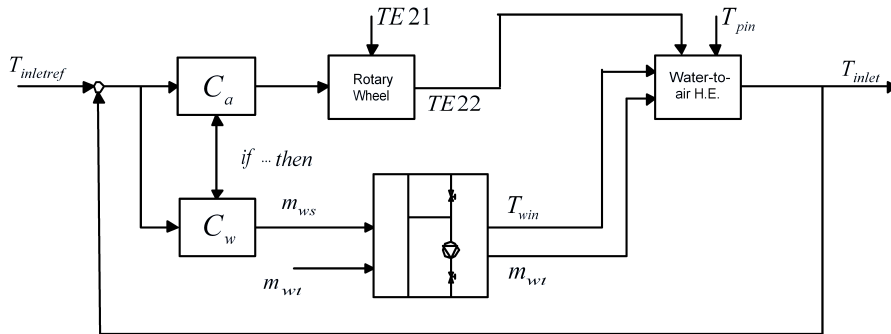 TE21
T_pin
T_inletref
C_a
Rotary
Wheel
Water-to-
air H.E.
T_inlet
TE22
if ... then
C_w
m_ws
T_win
m_wt
m_wt